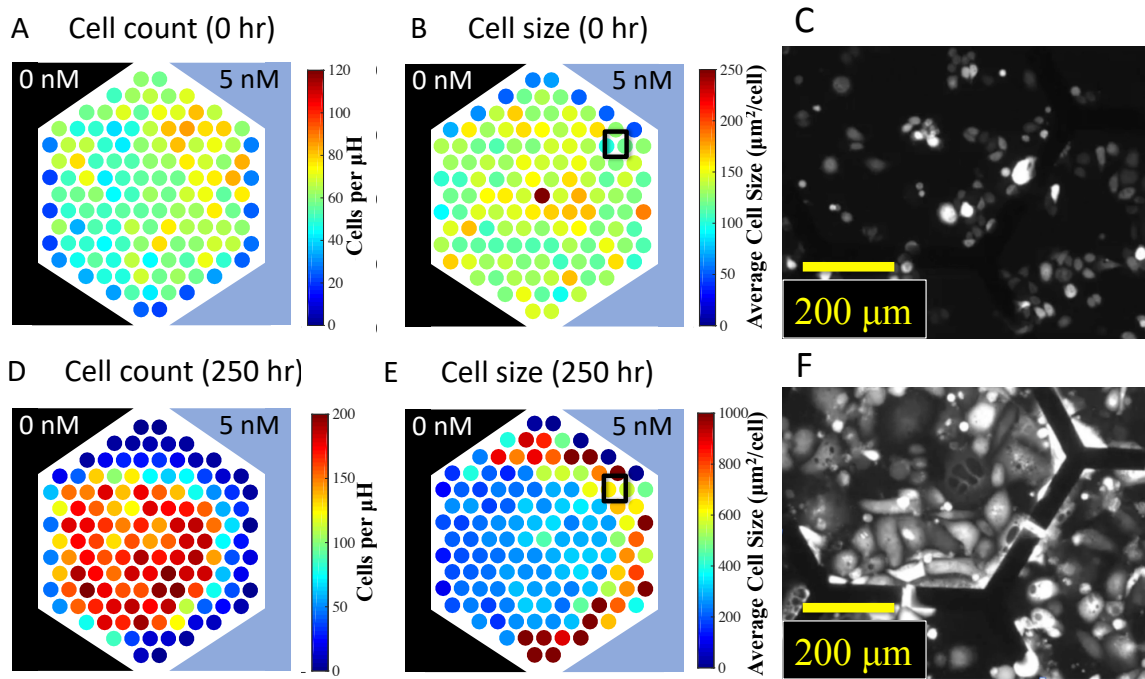 A Cell count (0 hr)
0 nM 5 nM
120
100
80
60
40
20
0
Cells per µH
B Cell size (0 hr)
0 nM 5 nM
250
200
150
100
50
0
Average Cell Size (µm²/cell)
C
200 µm
D Cell count (250 hr)
0 nM 5 nM
200
150
100
50
0
Cells per µH
E Cell size (250 hr)
0 nM 5 nM
1000
800
600
400
200
0
Average Cell Size (µm²/cell)
F
200 µm